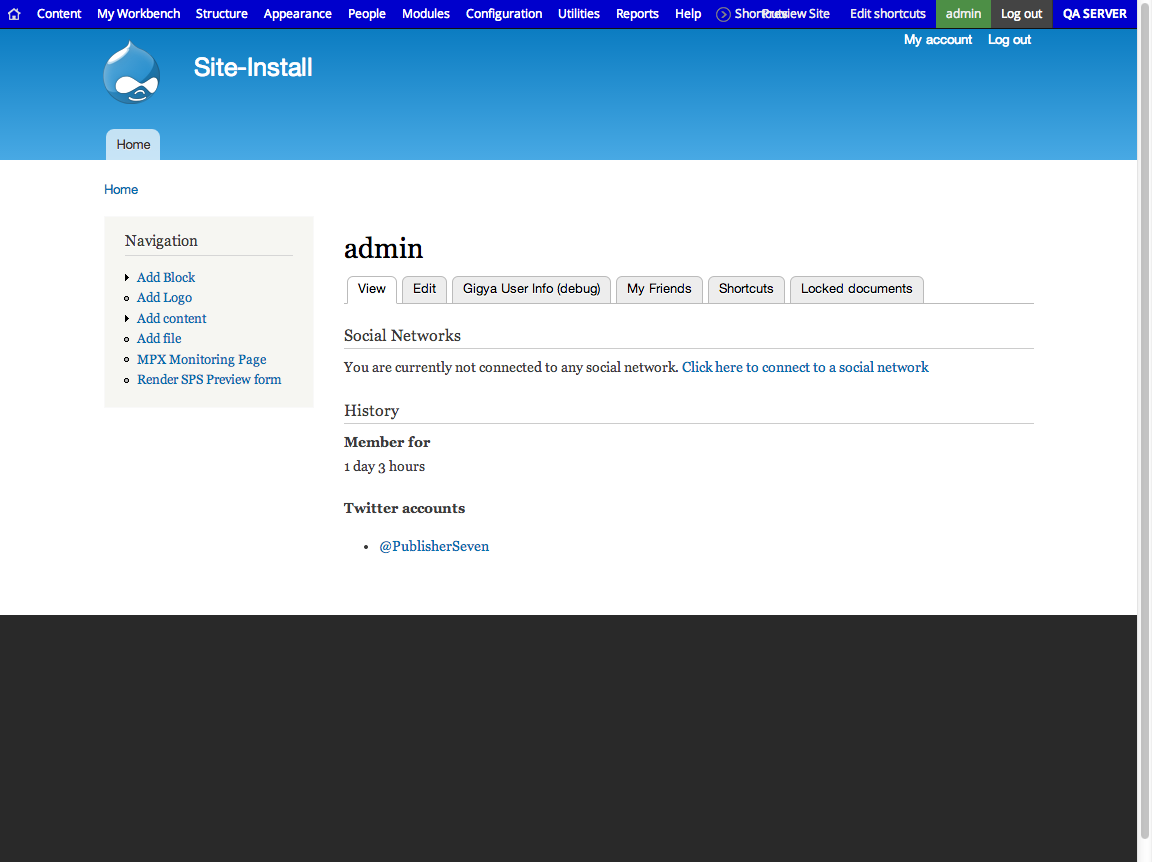 Content My Workbench Structure Appearance People Modules Configuration Utilities Reports Help Shortcuts Preview Site Edit shortcuts admin Log out QA SERVER
My account Log out
Site-Install
Home
Home
Navigation
Add Block
Add Logo
Add content
Add file
MPX Monitoring Page
Render SPS Preview form
admin
View Edit Gigya User Info (debug) My Friends Shortcuts Locked documents
Social Networks
You are currently not connected to any social network. Click here to connect to a social network
History
Member for
1 day 3 hours
Twitter accounts
@PublisherSeven